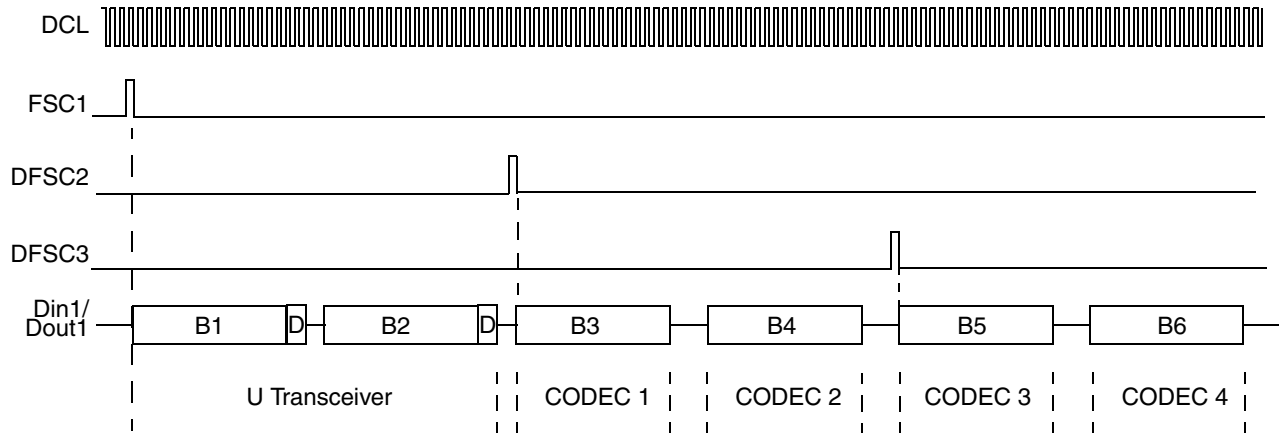 DCL
FSC1
DFSC2
DFSC3
Din1/
Dout1
B1 D B2 D B3 B4 B5 B6
U Transceiver CODEC 1 CODEC 2 CODEC 3 CODEC 4